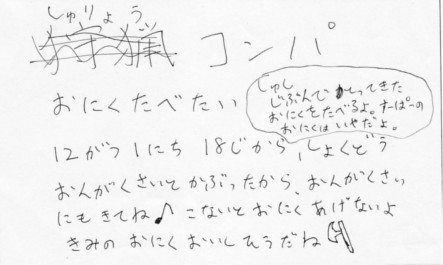 しゅりょう
狩猟 コンパ
おにくたべたい
しゅし
じぶんで かってきた
おにくをたべるよ。すーぱーの
おにくはいやだよ。
12がつ1にち 18じから、しょくどう
おんがくさいと かぶったから、おんがくさい
にも きてね♪ こないと おにく あげないよ
きみの おにく おいしそうだね